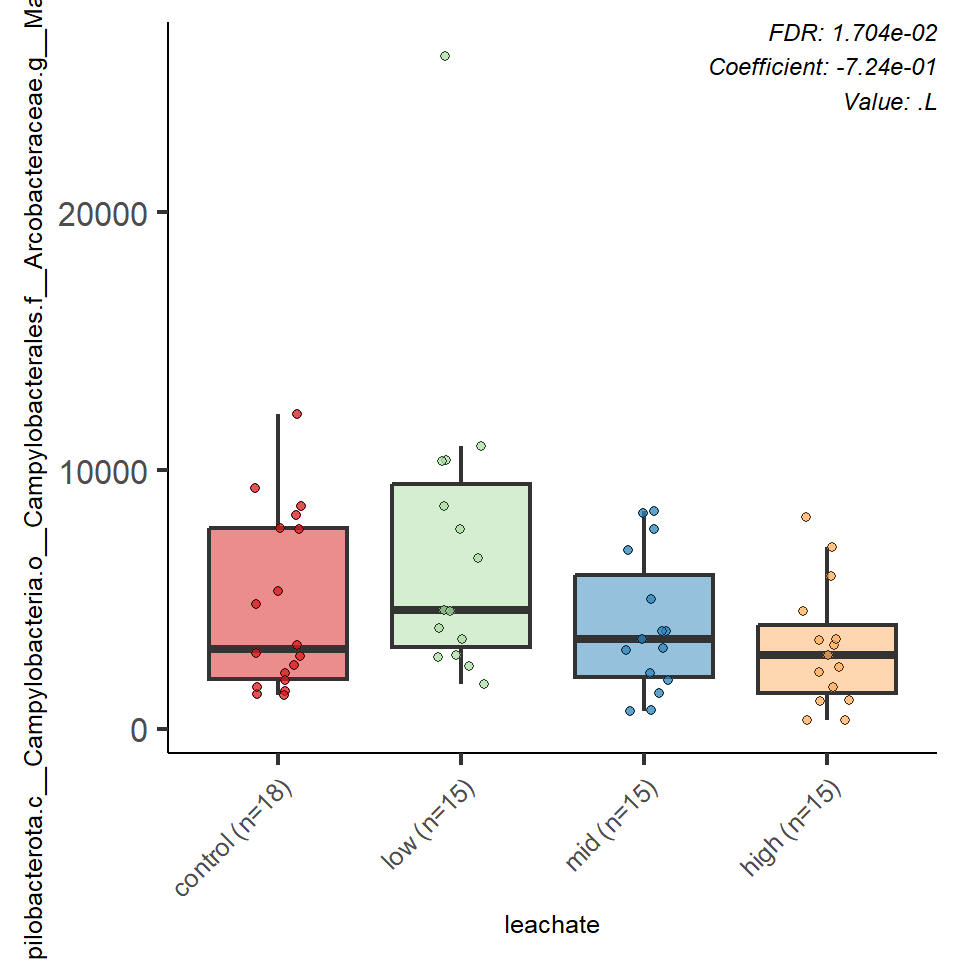 FDR: 1.704e-02
Coefficient: -7.24e-01
Value: .L
pilobacterota.c__Campylobacteria.o__Campylobacterales.f__Arcobacteraceae.g__Ma
20000
10000
0
control (n=18)
low (n=15)
mid (n=15)
high (n=15)
leachate